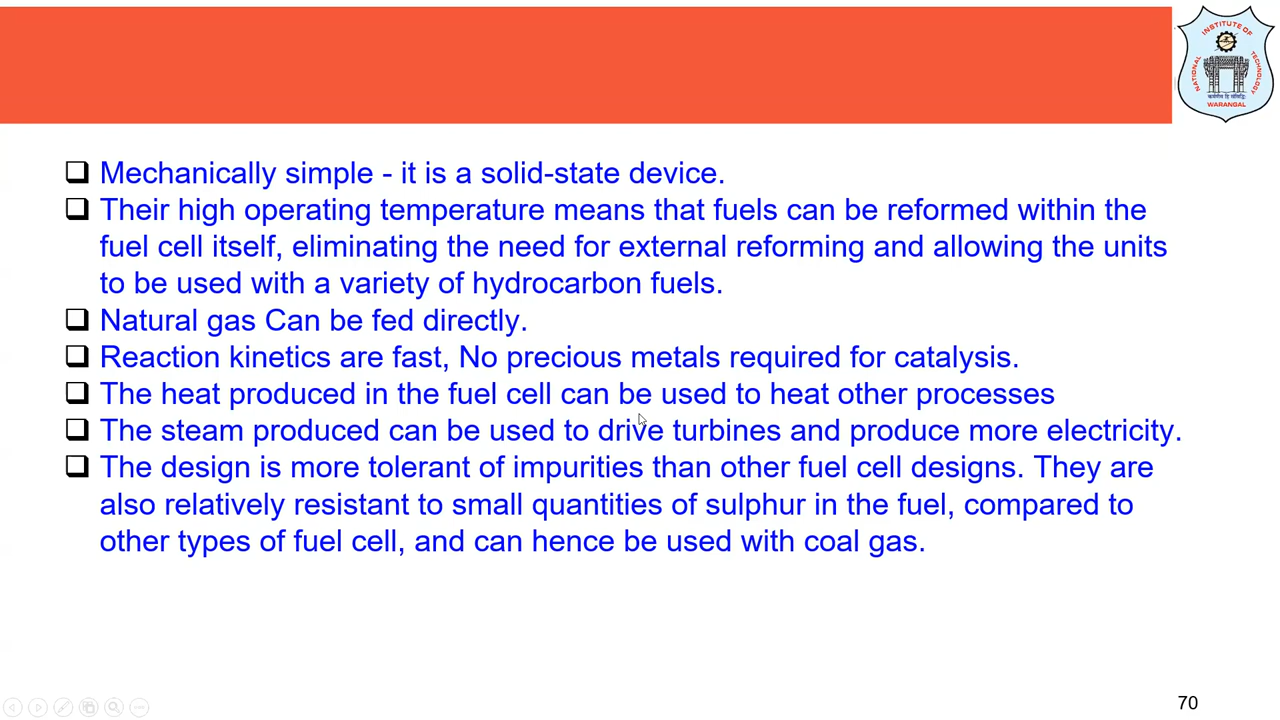 INSTITUTE OF
NATIONAL
TECHNOLOGY
WARANGAL
Mechanically simple - it is a solid-state device.
Their high operating temperature means that fuels can be reformed within the
fuel cell itself, eliminating the need for external reforming and allowing the units
to be used with a variety of hydrocarbon fuels.
Natural gas Can be fed directly.
Reaction kinetics are fast, No precious metals required for catalysis.
The heat produced in the fuel cell can be used to heat other processes
The steam produced can be used to drive turbines and produce more electricity.
The design is more tolerant of impurities than other fuel cell designs. They are
also relatively resistant to small quantities of sulphur in the fuel, compared to
other types of fuel cell, and can hence be used with coal gas.
70